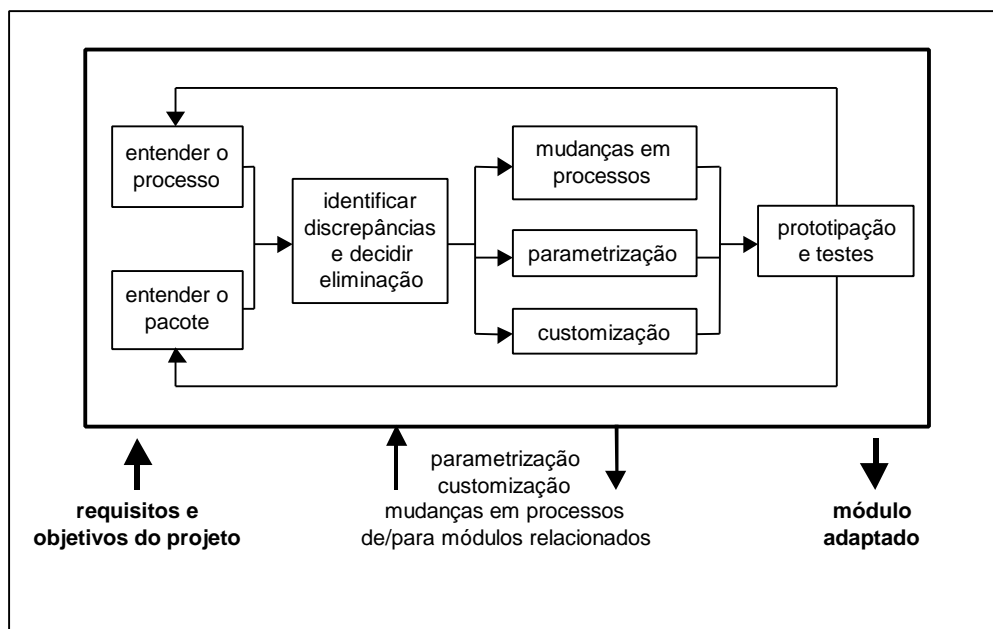 entender o
processo
entender o
pacote
identificar
discrepâncias
e decidir
eliminação
mudanças em
processos
parametrização
customização
prototipação
e testes
requisitos e
objetivos do projeto
parametrização
customização
mudanças em processos
de/para módulos relacionados
módulo
adaptado